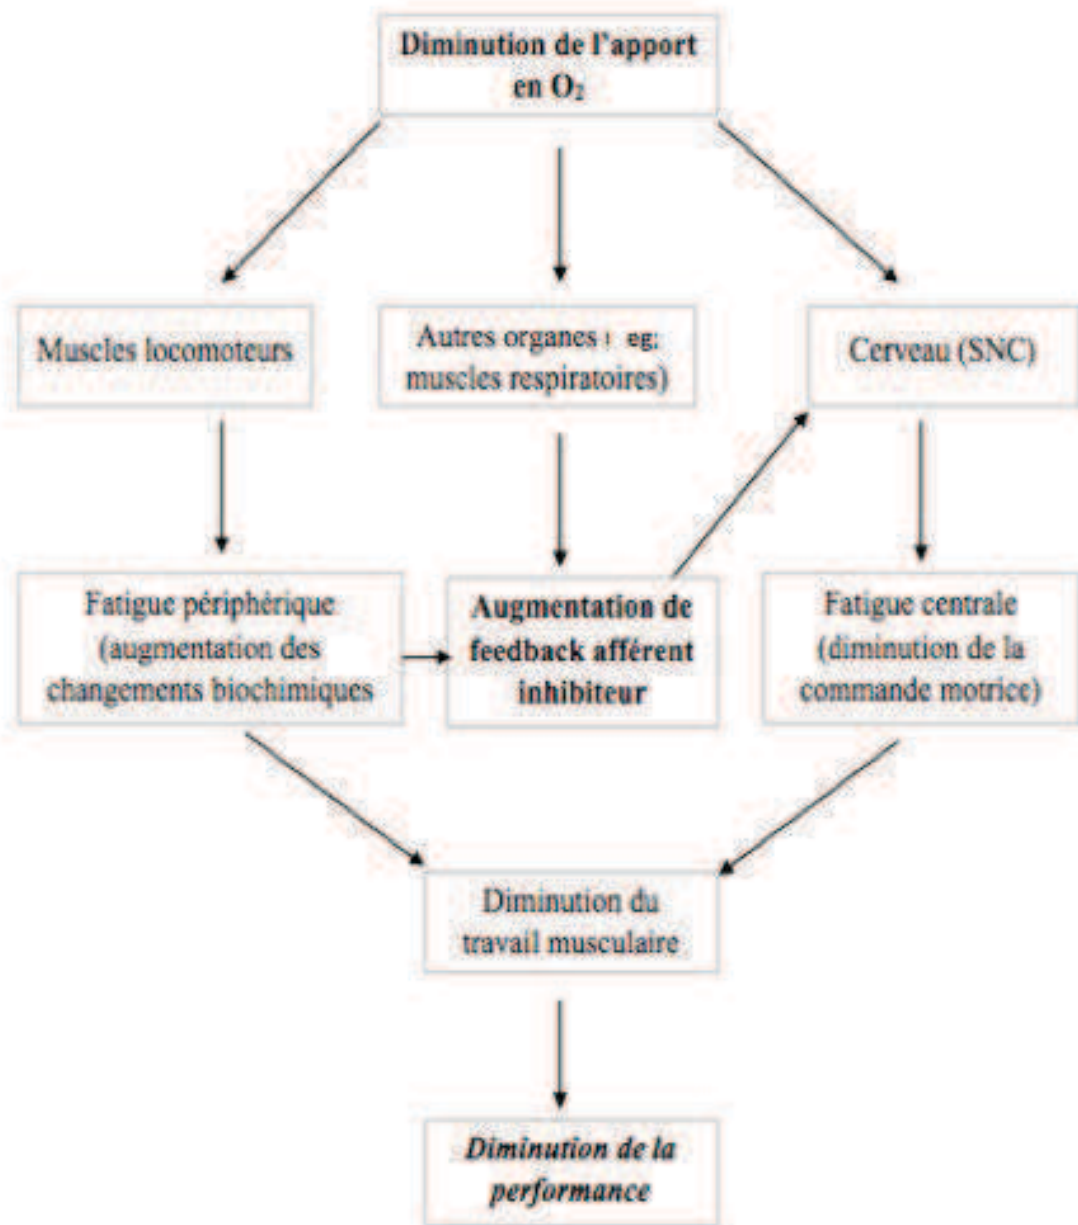 Diminution de l'apport
en O₂
Muscles locomoteurs
Autres organes : eg:
muscles respiratoires)
Cerveau (SNC)
Fatigue périphérique
(augmentation des
changements biochimiques
Augmentation de
feedback afférent
inhibiteur
Fatigue centrale
(diminution de la
commande motrice)
Diminution du
travail musculaire
Diminution de la
performance